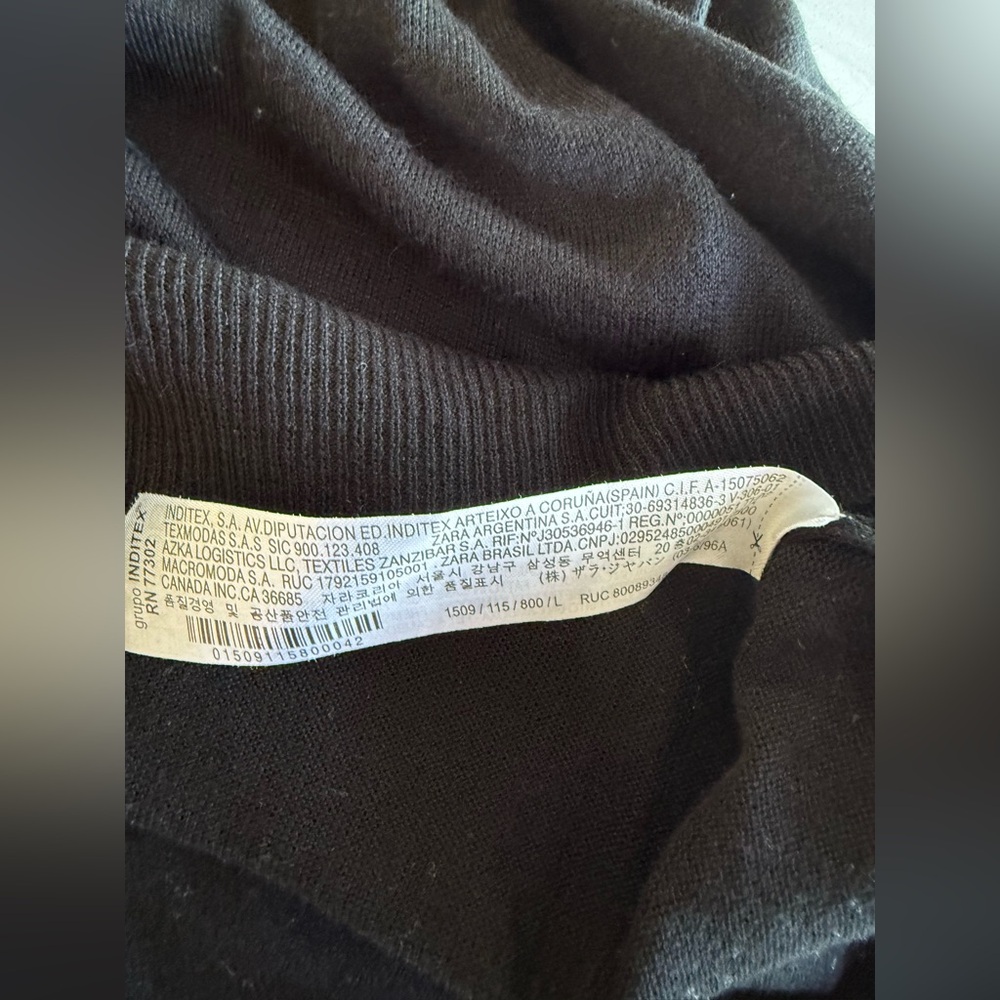 grupo INDITEX
RN 77302
INDITEX, S.A. AV.DIPUTACION ED.INDITEX ARTEIXO A CORUÑA(SPAIN) C.I.F. A-15075062
TEXMODAS S.A.S SIC 900.123.408 ZARA ARGENTINA S.A. CUIT:30-69314836-3 V-306-01
AZKA LOGISTICS LLC, TEXTILES ZANZIBAR S.A. RIF:NºJ30536946-1 REG.Nº:
MACROMODA S.A. RUC 1792159105001 ZARA BRASIL LTDA.CNPJ:
CANADA INC.CA 36685 자라코리아 서울시 강남구 삼성동 무역센터 20 층
품질경영 및 공산품안전 관리법에 의한 품질표시 (株) ザラ・ジャパン
1509 / 115 / 800 / L RUC
01509115800042